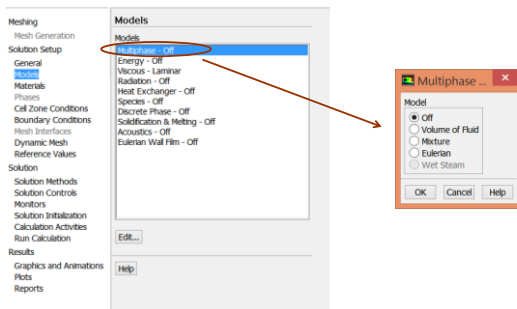 Meshing
Mesh Generation
Solution Setup
General
Models
Materials
Phases
Cell Zone Conditions
Boundary Conditions
Mesh Interfaces
Dynamic Mesh
Reference Values
Solution
Solution Methods
Solution Controls
Monitors
Solution Initialization
Calculation Activities
Run Calculation
Results
Graphics and Animations
Plots
Reports
Models
Models
Multiphase - Off
Energy - Off
Viscous - Laminar
Radiation - Off
Heat Exchanger - Off
Species - Off
Discrete Phase - Off
Solidification & Melting - Off
Acoustics - Off
Eulerian Wall Film - Off
Edit...
Help
Multiphase ...
Model
Off
Volume of Fluid
Mixture
Eulerian
Wet Steam
OK Cancel Help